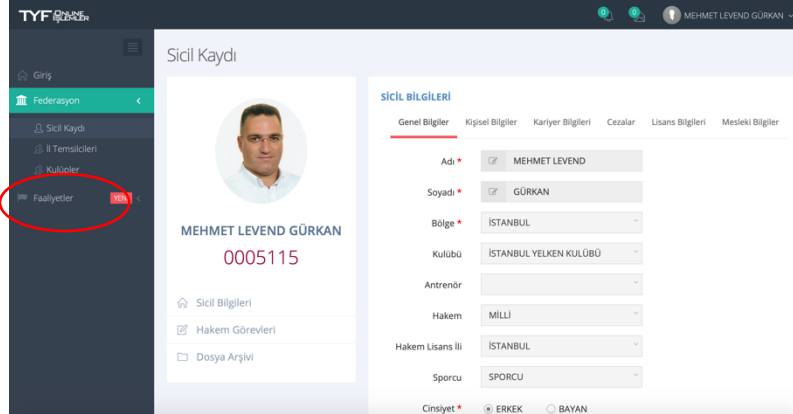 TYF ONLINE İŞLEMLER
0 0 MEHMET LEVEND GÜRKAN
Giriş
Federasyon
Sicil Kaydı
İl Temsilcileri
Kulüpler
Faaliyetler YENİ
Sicil Kaydı
MEHMET LEVEND GÜRKAN
0005115
Sicil Bilgileri
Hakem Görevleri
Dosya Arşivi
SİCİL BİLGİLERİ
Genel Bilgiler Kişisel Bilgiler Kariyer Bilgileri Cezalar Lisans Bilgileri Mesleki Bilgiler
Adı * MEHMET LEVEND
Soyadı * GÜRKAN
Bölge * İSTANBUL
Kulübü İSTANBUL YELKEN KULÜBÜ
Antrenör
Hakem MİLLİ
Hakem Lisans İli İSTANBUL
Sporcu SPORCU
Cinsiyet * ERKEK BAYAN